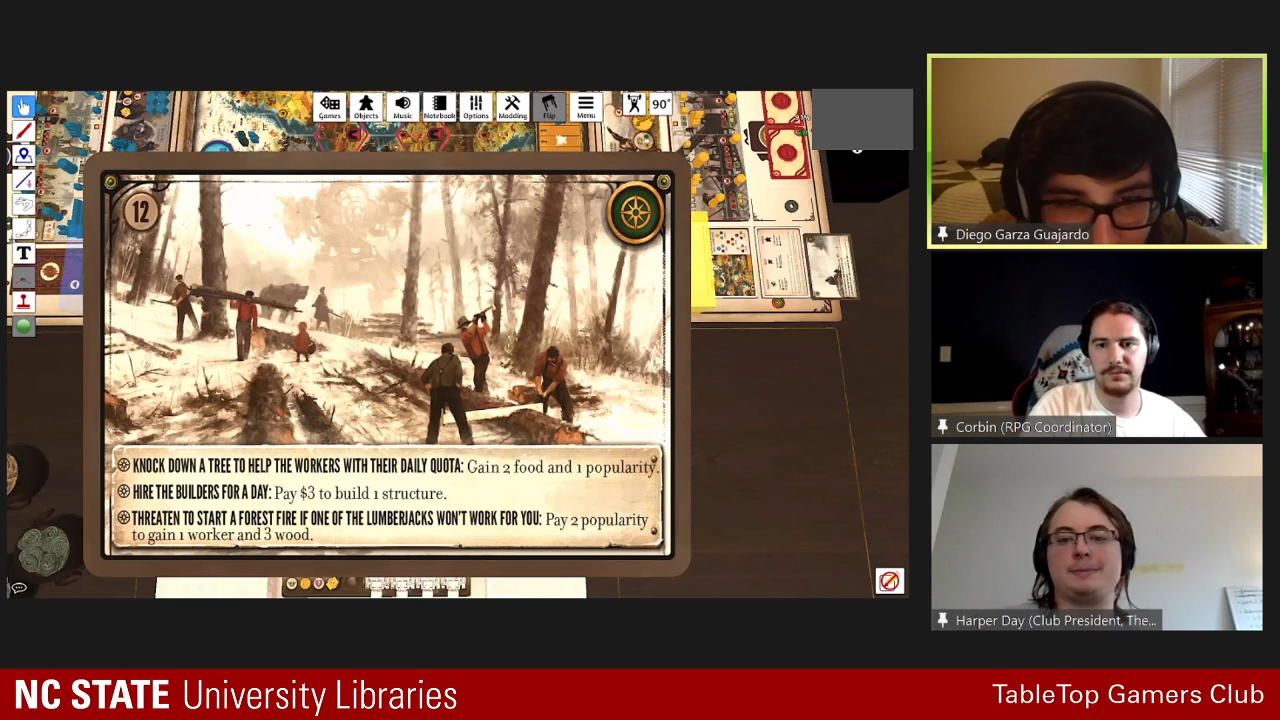 Games Objects Music Notebook Options Modding Flip Menu 90°
T
12
KNOCK DOWN A TREE TO HELP THE WORKERS WITH THEIR DAILY QUOTA: Gain 2 food and 1 popularity.
HIRE THE BUILDERS FOR A DAY: Pay $3 to build 1 structure.
THREATEN TO START A FOREST FIRE IF ONE OF THE LUMBERJACKS WON'T WORK FOR YOU: Pay 2 popularity
to gain 1 worker and 3 wood.
Diego Garza Guajardo
Corbin (RPG Coordinator)
Harper Day (Club President, The...
NC STATE University Libraries
TableTop Gamers Club